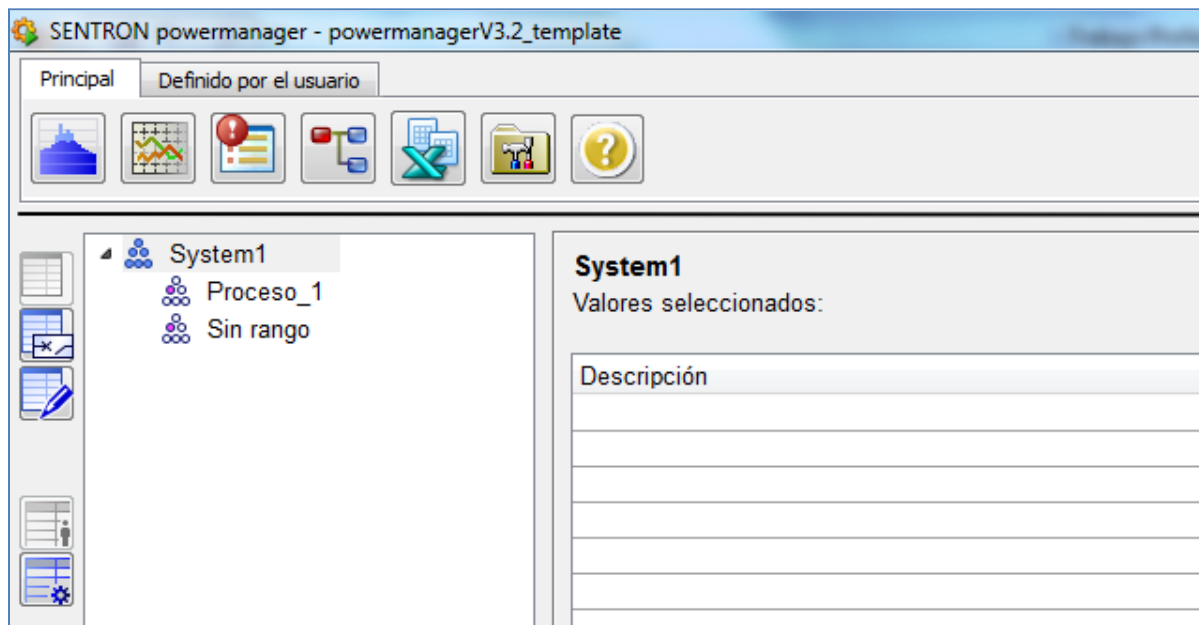 SENTRON powermanager - powermanagerV3.2_template
Principal
Definido por el usuario
System1
Proceso_1
Sin rango
System1
Valores seleccionados:
Descripción